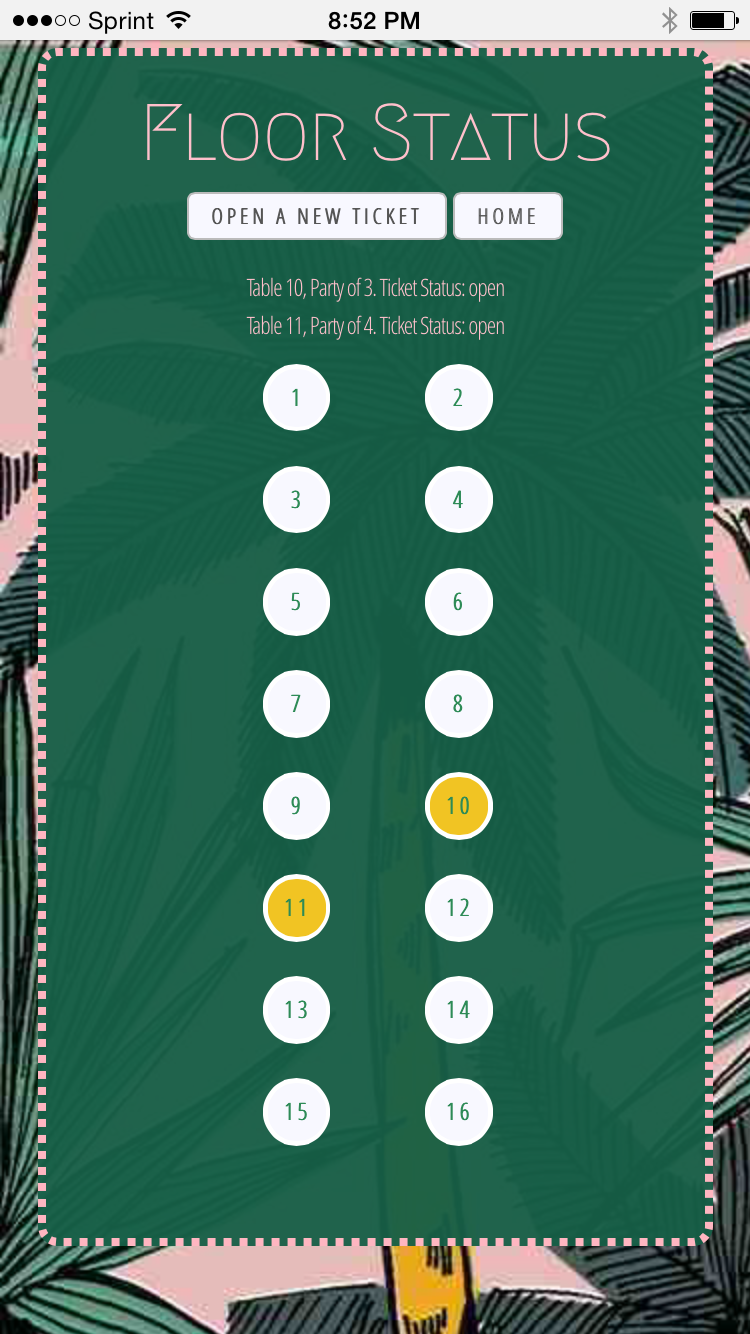 Sprint 8:52 PM
Floor Status
OPEN A NEW TICKET HOME
Table 10, Party of 3. Ticket Status: open
Table 11, Party of 4. Ticket Status: open
1 2
3 4
5 6
7 8
9 10
11 12
13 14
15 16